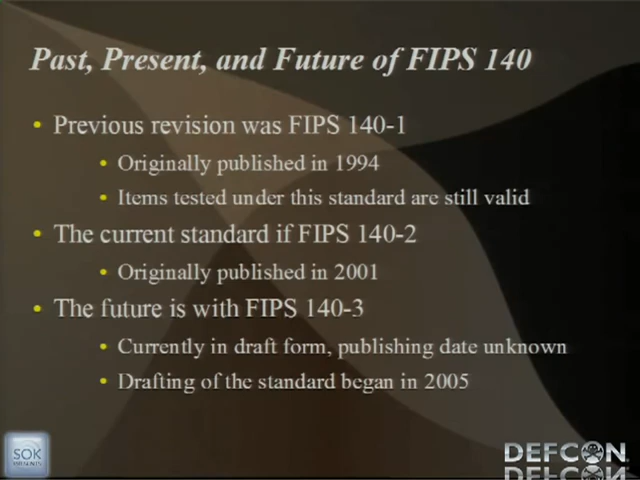 Past, Present, and Future of FIPS 140
• Previous revision was FIPS 140-1
• Originally published in 1994
• Items tested under this standard are still valid
• The current standard if FIPS 140-2
• Originally published in 2001
• The future is with FIPS 140-3
• Currently in draft form, publishing date unknown
• Drafting of the standard began in 2005
SOK
DEFCON